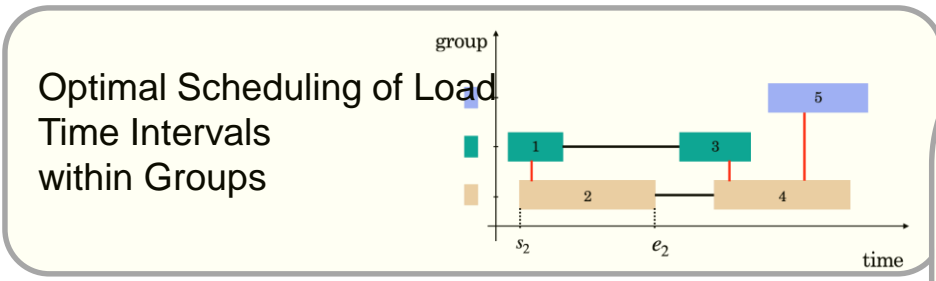 Optimal Scheduling of Load
Time Intervals
within Groups
group
5
1
3
2
4
s₂
e₂
time